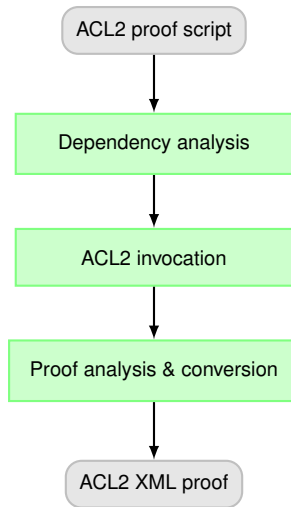 ACL2 proof script
Dependency analysis
ACL2 invocation
Proof analysis & conversion
ACL2 XML proof